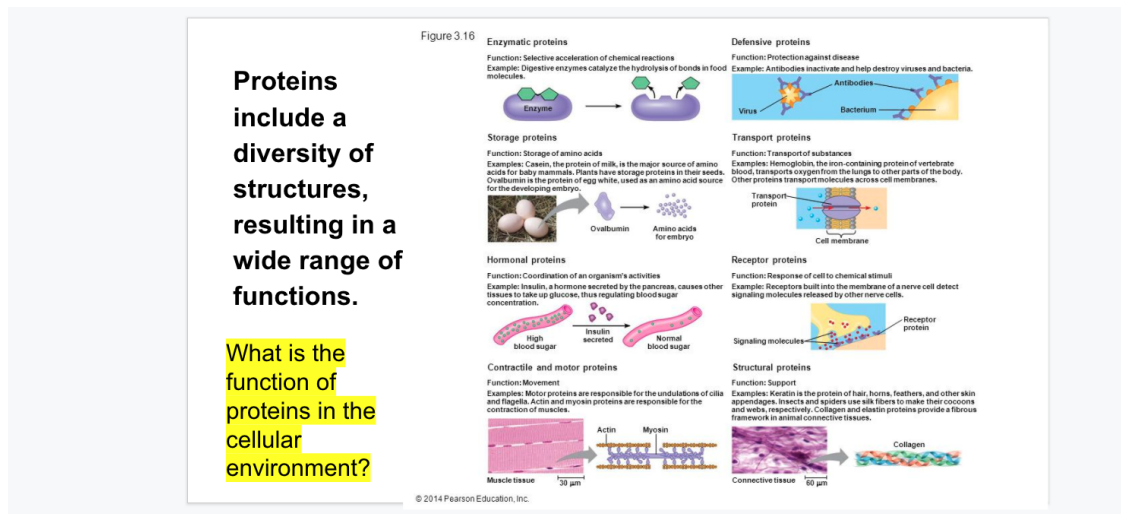 Figure 3.16
Proteins
include a
diversity of
structures,
resulting in a
wide range of
functions.
What is the
function of
proteins in the
cellular
environment?
Enzymatic proteins
Function: Selective acceleration of chemical reactions
Example: Digestive enzymes catalyze the hydrolysis of bonds in food
molecules.
Enzyme
Defensive proteins
Function: Protection against disease
Example: Antibodies inactivate and help destroy viruses and bacteria.
Antibodies
Virus
Bacterium
Storage proteins
Function: Storage of amino acids
Examples: Casein, the protein of milk, is the major source of amino
acids for baby mammals. Plants have storage proteins in their seeds.
Ovalbumin is the protein of egg white, used as an amino acid source
for the developing embryo.
Ovalbumin
Amino acids
for embryo
Transport proteins
Function: Transport of substances
Examples: Hemoglobin, the iron-containing protein of vertebrate
blood, transports oxygen from the lungs to other parts of the body.
Other proteins transport molecules across cell membranes.
Transport
protein
Cell membrane
Hormonal proteins
Function: Coordination of an organism's activities
Example: Insulin, a hormone secreted by the pancreas, causes other
tissues to take up glucose, thus regulating blood sugar
concentration.
High
blood sugar
Insulin
secreted
Normal
blood sugar
Receptor proteins
Function: Response of cell to chemical stimuli
Example: Receptors built into the membrane of a nerve cell detect
signaling molecules released by other nerve cells.
Receptor
protein
Signaling molecules
Contractile and motor proteins
Function: Movement
Examples: Motor proteins are responsible for the undulations of cilia
and flagella. Actin and myosin proteins are responsible for the
contraction of muscles.
Actin
Myosin
Muscle tissue
30 µm
Structural proteins
Function: Support
Examples: Keratin is the protein of hair, horns, feathers, and other skin
appendages. Insects and spiders use silk fibers to make their cocoons
and webs, respectively. Collagen and elastin proteins provide a fibrous
framework in animal connective tissues.
Collagen
Connective tissue
60 µm
© 2014 Pearson Education, Inc.